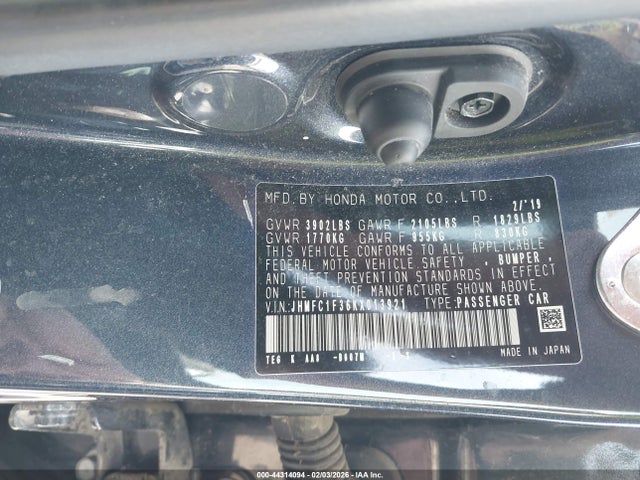 MFD.BY HONDA MOTOR CO.,LTD. 2/'19
GVWR 3902LBS GAWR F 2105LBS R 1829LBS
GVWR 1770KG GAWR F 955KG R 830KG
THIS VEHICLE CONFORMS TO ALL APPLICABLE
FEDERAL MOTOR VEHICLE SAFETY , BUMPER ,
AND THEFT PREVENTION STANDARDS IN EFFECT
ON THE DATE OF MANUFACTURE SHOWN ABOVE.
V.I.N: TYPE:PASSENGER CAR
TEG K AA0
MADE IN JAPAN
000-44314094 02/03/2026 IAA Inc.